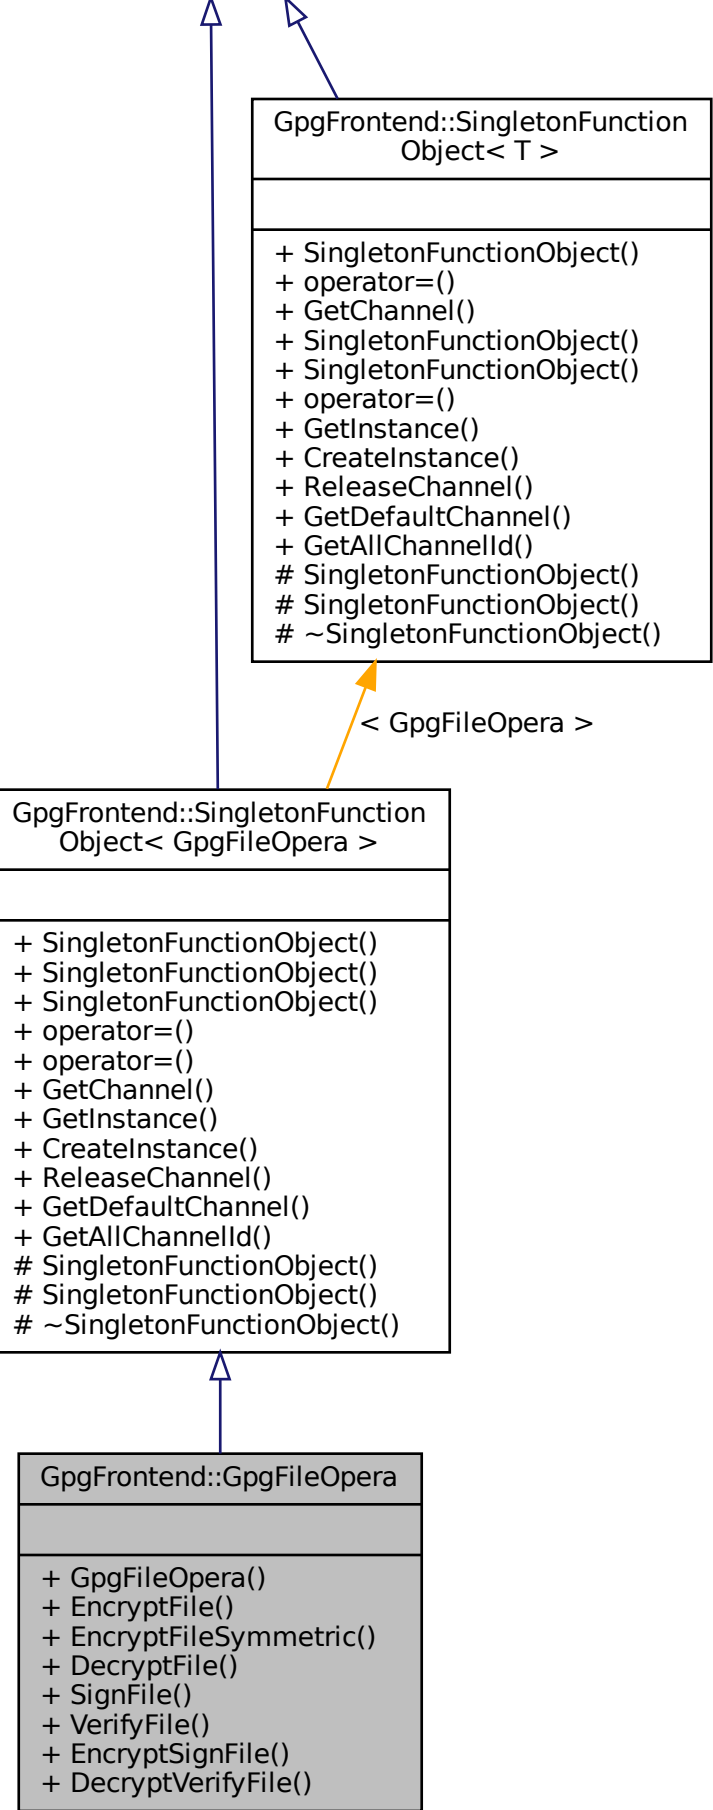 GpgFrontend::SingletonFunction
Object< T >
+ SingletonFunctionObject()
+ operator=()
+ GetChannel()
+ SingletonFunctionObject()
+ SingletonFunctionObject()
+ operator=()
+ GetInstance()
+ CreateInstance()
+ ReleaseChannel()
+ GetDefaultChannel()
+ GetAllChannelId()
# SingletonFunctionObject()
# SingletonFunctionObject()
# ~SingletonFunctionObject()
< GpgFileOpera >
GpgFrontend::SingletonFunction
Object< GpgFileOpera >
+ SingletonFunctionObject()
+ SingletonFunctionObject()
+ SingletonFunctionObject()
+ operator=()
+ operator=()
+ GetChannel()
+ GetInstance()
+ CreateInstance()
+ ReleaseChannel()
+ GetDefaultChannel()
+ GetAllChannelId()
# SingletonFunctionObject()
# SingletonFunctionObject()
# ~SingletonFunctionObject()
GpgFrontend::GpgFileOpera
+ GpgFileOpera()
+ EncryptFile()
+ EncryptFileSymmetric()
+ DecryptFile()
+ SignFile()
+ VerifyFile()
+ EncryptSignFile()
+ DecryptVerifyFile()